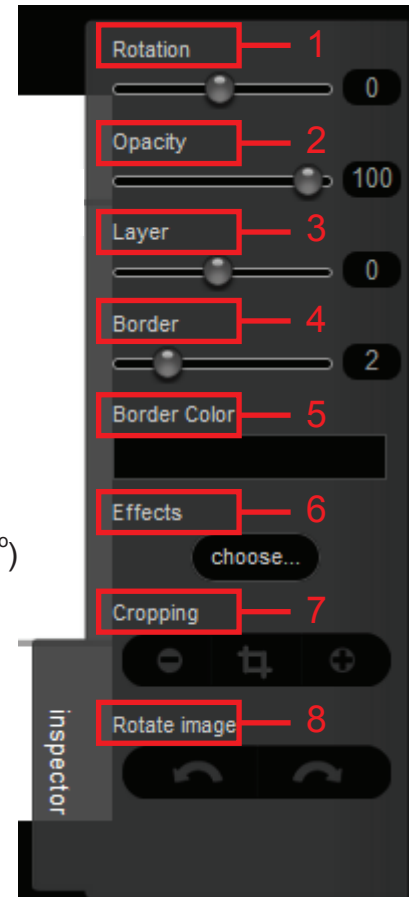 Rotation 1
0
Opacity 2
100
Layer 3
0
Border 4
2
Border Color 5
Effects 6
º)
choose...
Cropping 7
Rotate image 8
inspector